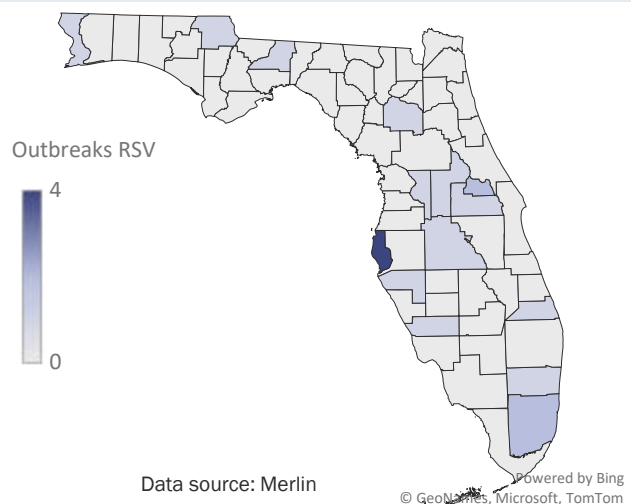 Outbreaks RSV
4
0
Data source: Merlin
Powered by Bing
© GeoNames, Microsoft, TomTom